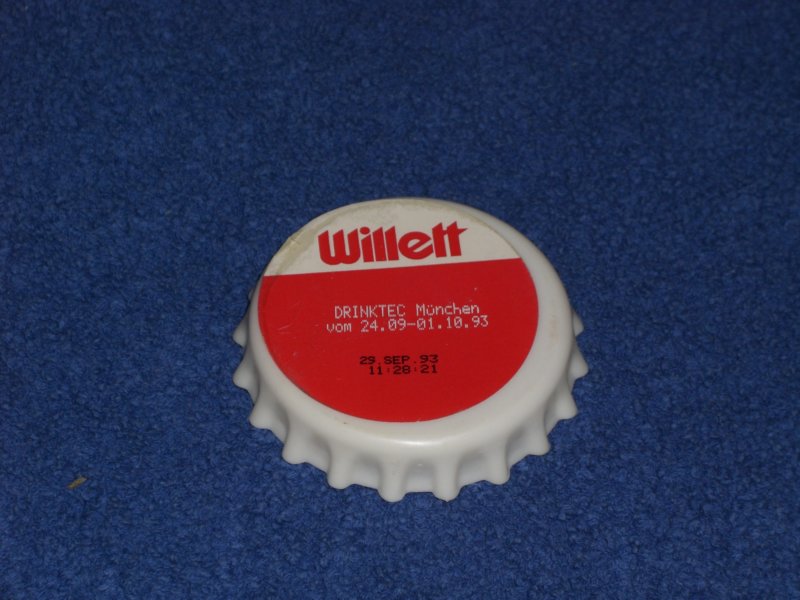 Willett
DRINKTEC München
vom 24.09-01.10.93
29.SEP.93
11:28:21